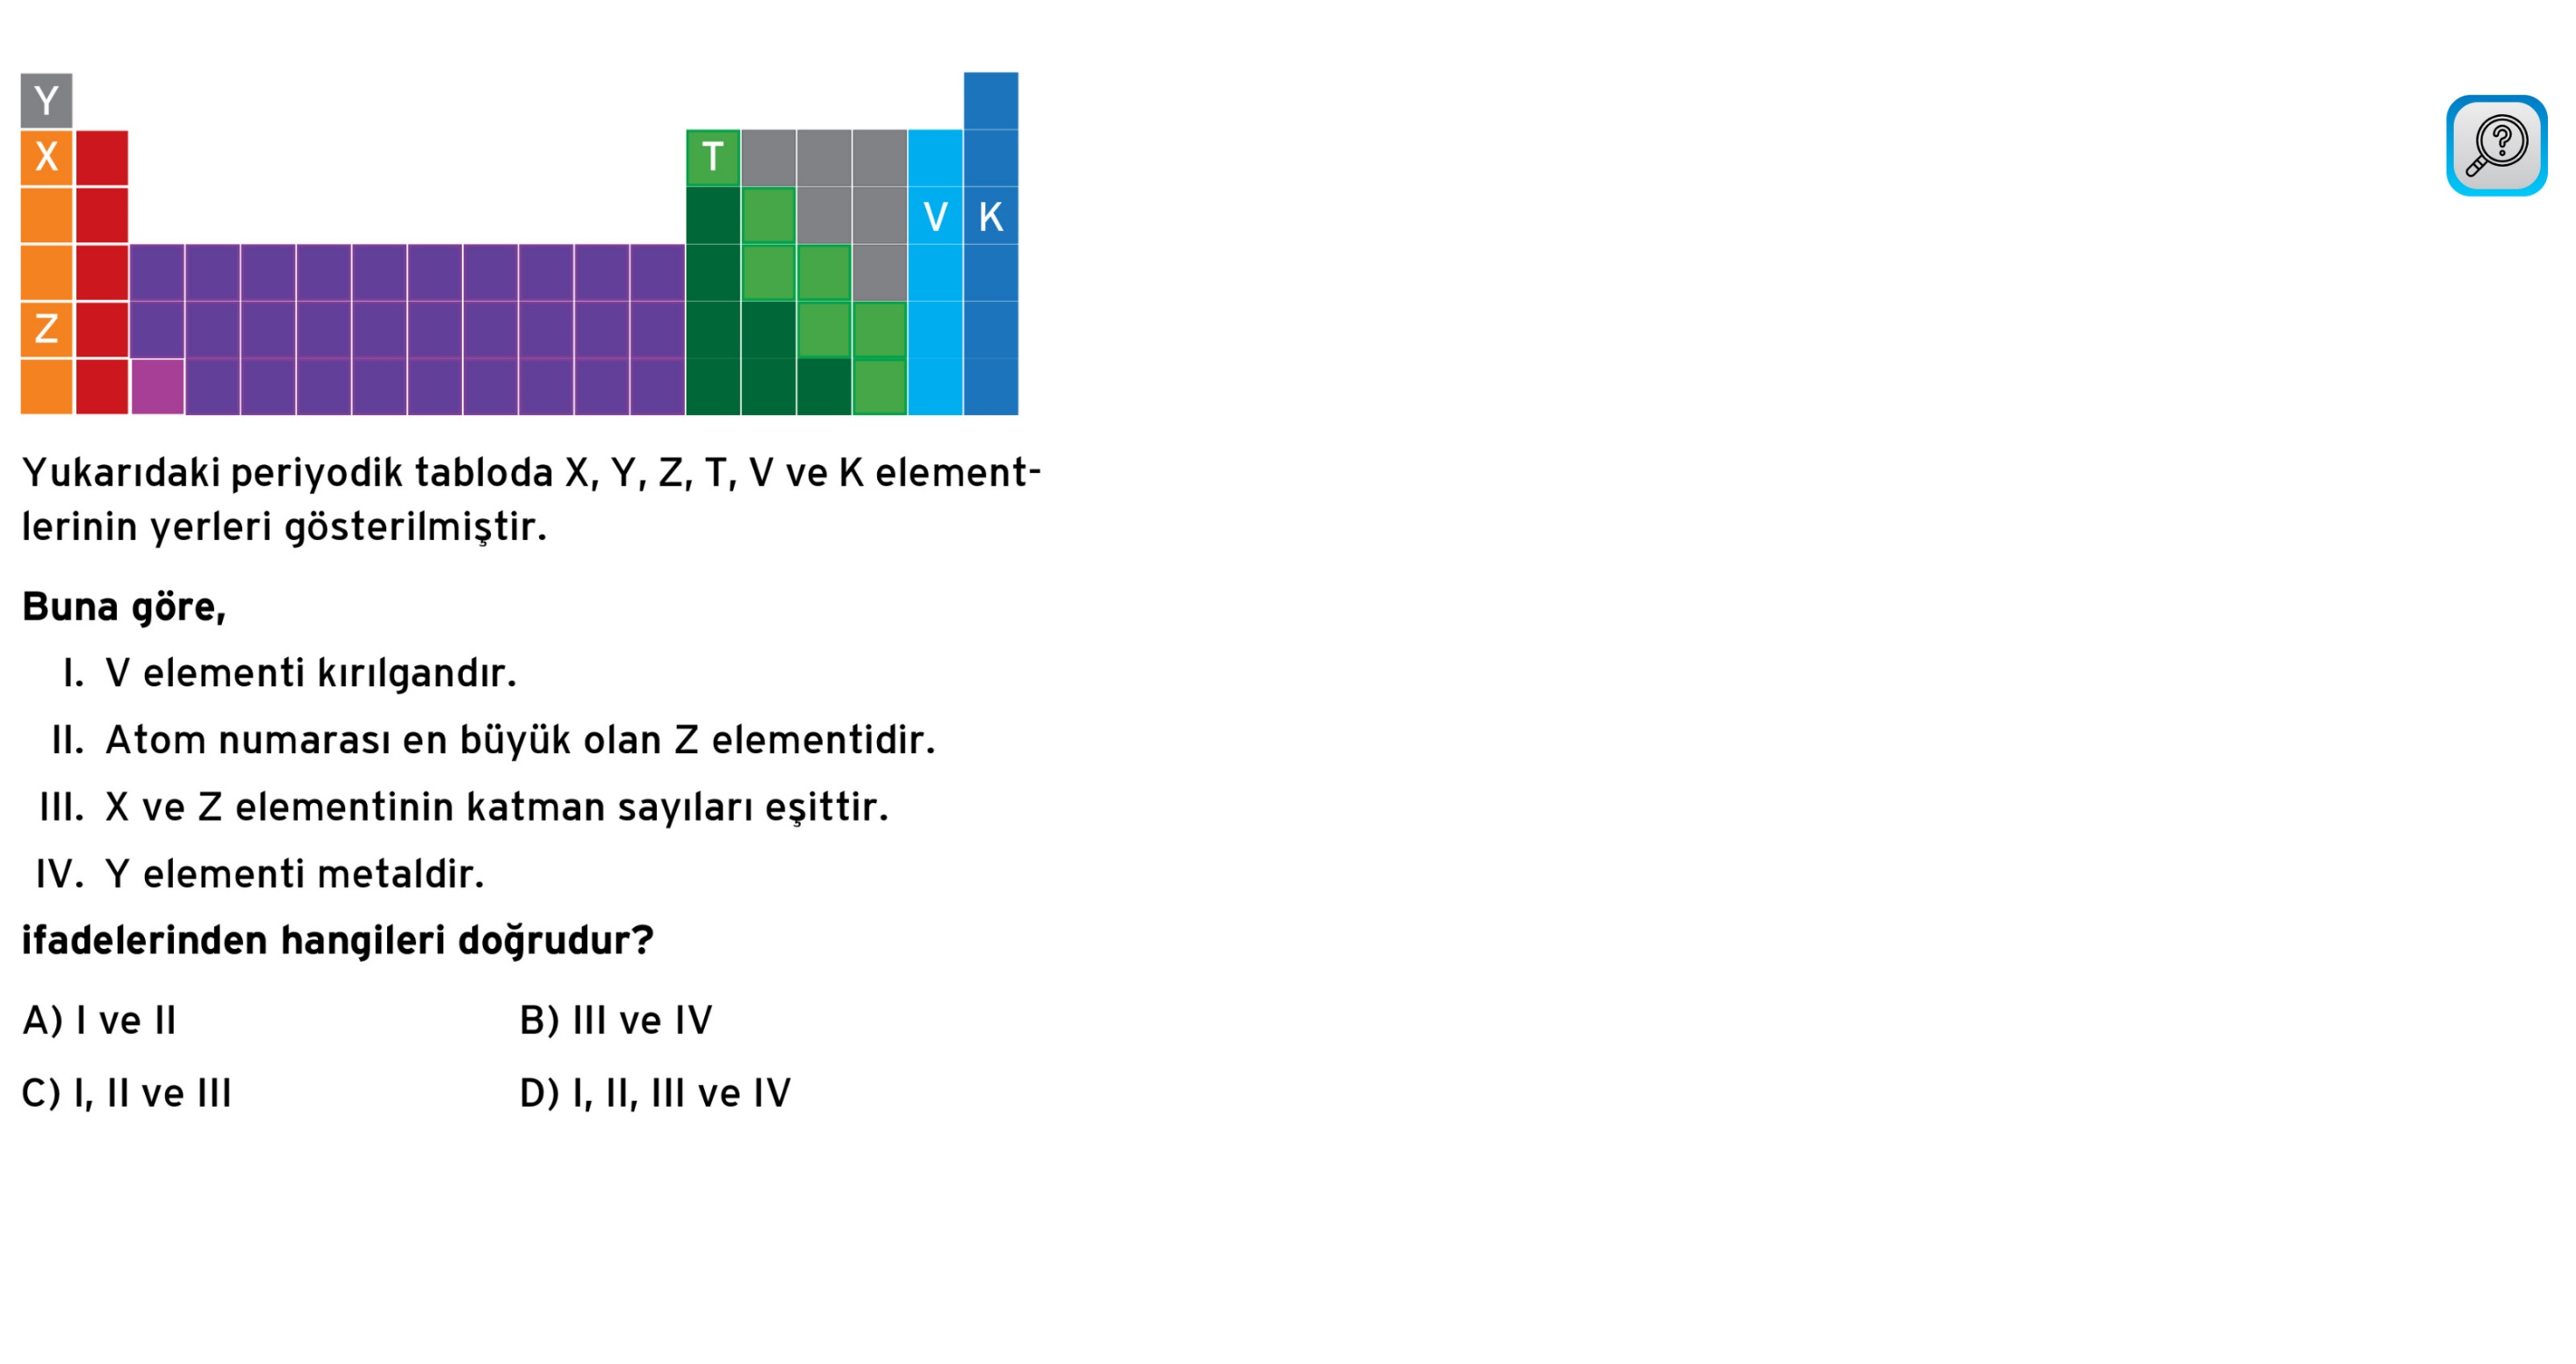 Y
X
T
V K
Z
Yukarıdaki periyodik tabloda X, Y, Z, T, V ve K element-
lerinin yerleri gösterilmiştir.
Buna göre,
I. V elementi kırılgandır.
II. Atom numarası en büyük olan Z elementidir.
III. X ve Z elementinin katman sayıları eşittir.
IV. Y elementi metaldir.
ifadelerinden hangileri doğrudur?
A) I ve II B) III ve IV
C) I, II ve III D) I, II, III ve IV
?